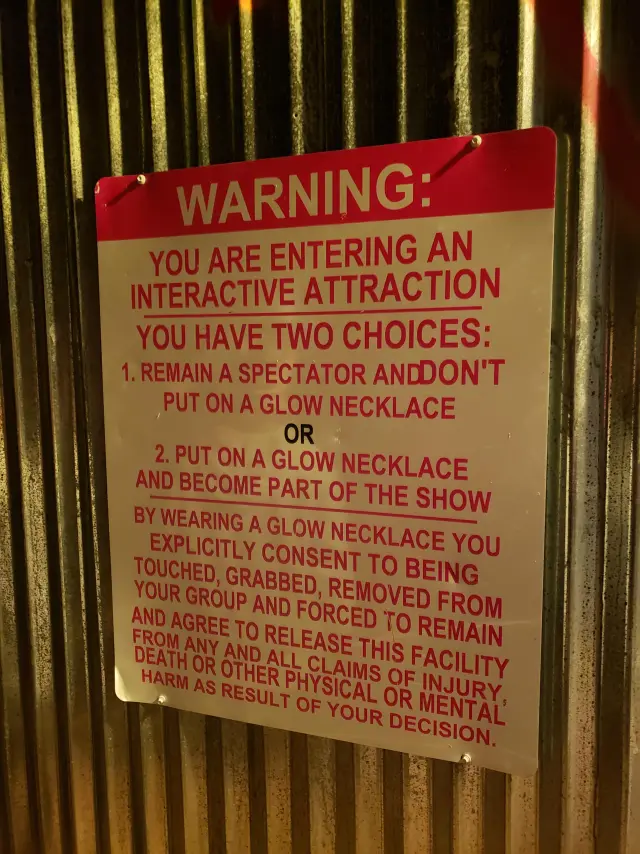 WARNING:
YOU ARE ENTERING AN
INTERACTIVE ATTRACTION
YOU HAVE TWO CHOICES:
1. REMAIN A SPECTATOR AND DON'T
PUT ON A GLOW NECKLACE
OR
2. PUT ON A GLOW NECKLACE
AND BECOME PART OF THE SHOW
BY WEARING A GLOW NECKLACE YOU
EXPLICITLY CONSENT TO BEING
TOUCHED, GRABBED, REMOVED FROM
YOUR GROUP AND FORCED TO REMAIN
AND AGREE TO RELEASE THIS FACILITY
FROM ANY AND ALL CLAIMS OF INJURY,
DEATH OR OTHER PHYSICAL OR MENTAL
HARM AS RESULT OF YOUR DECISION.